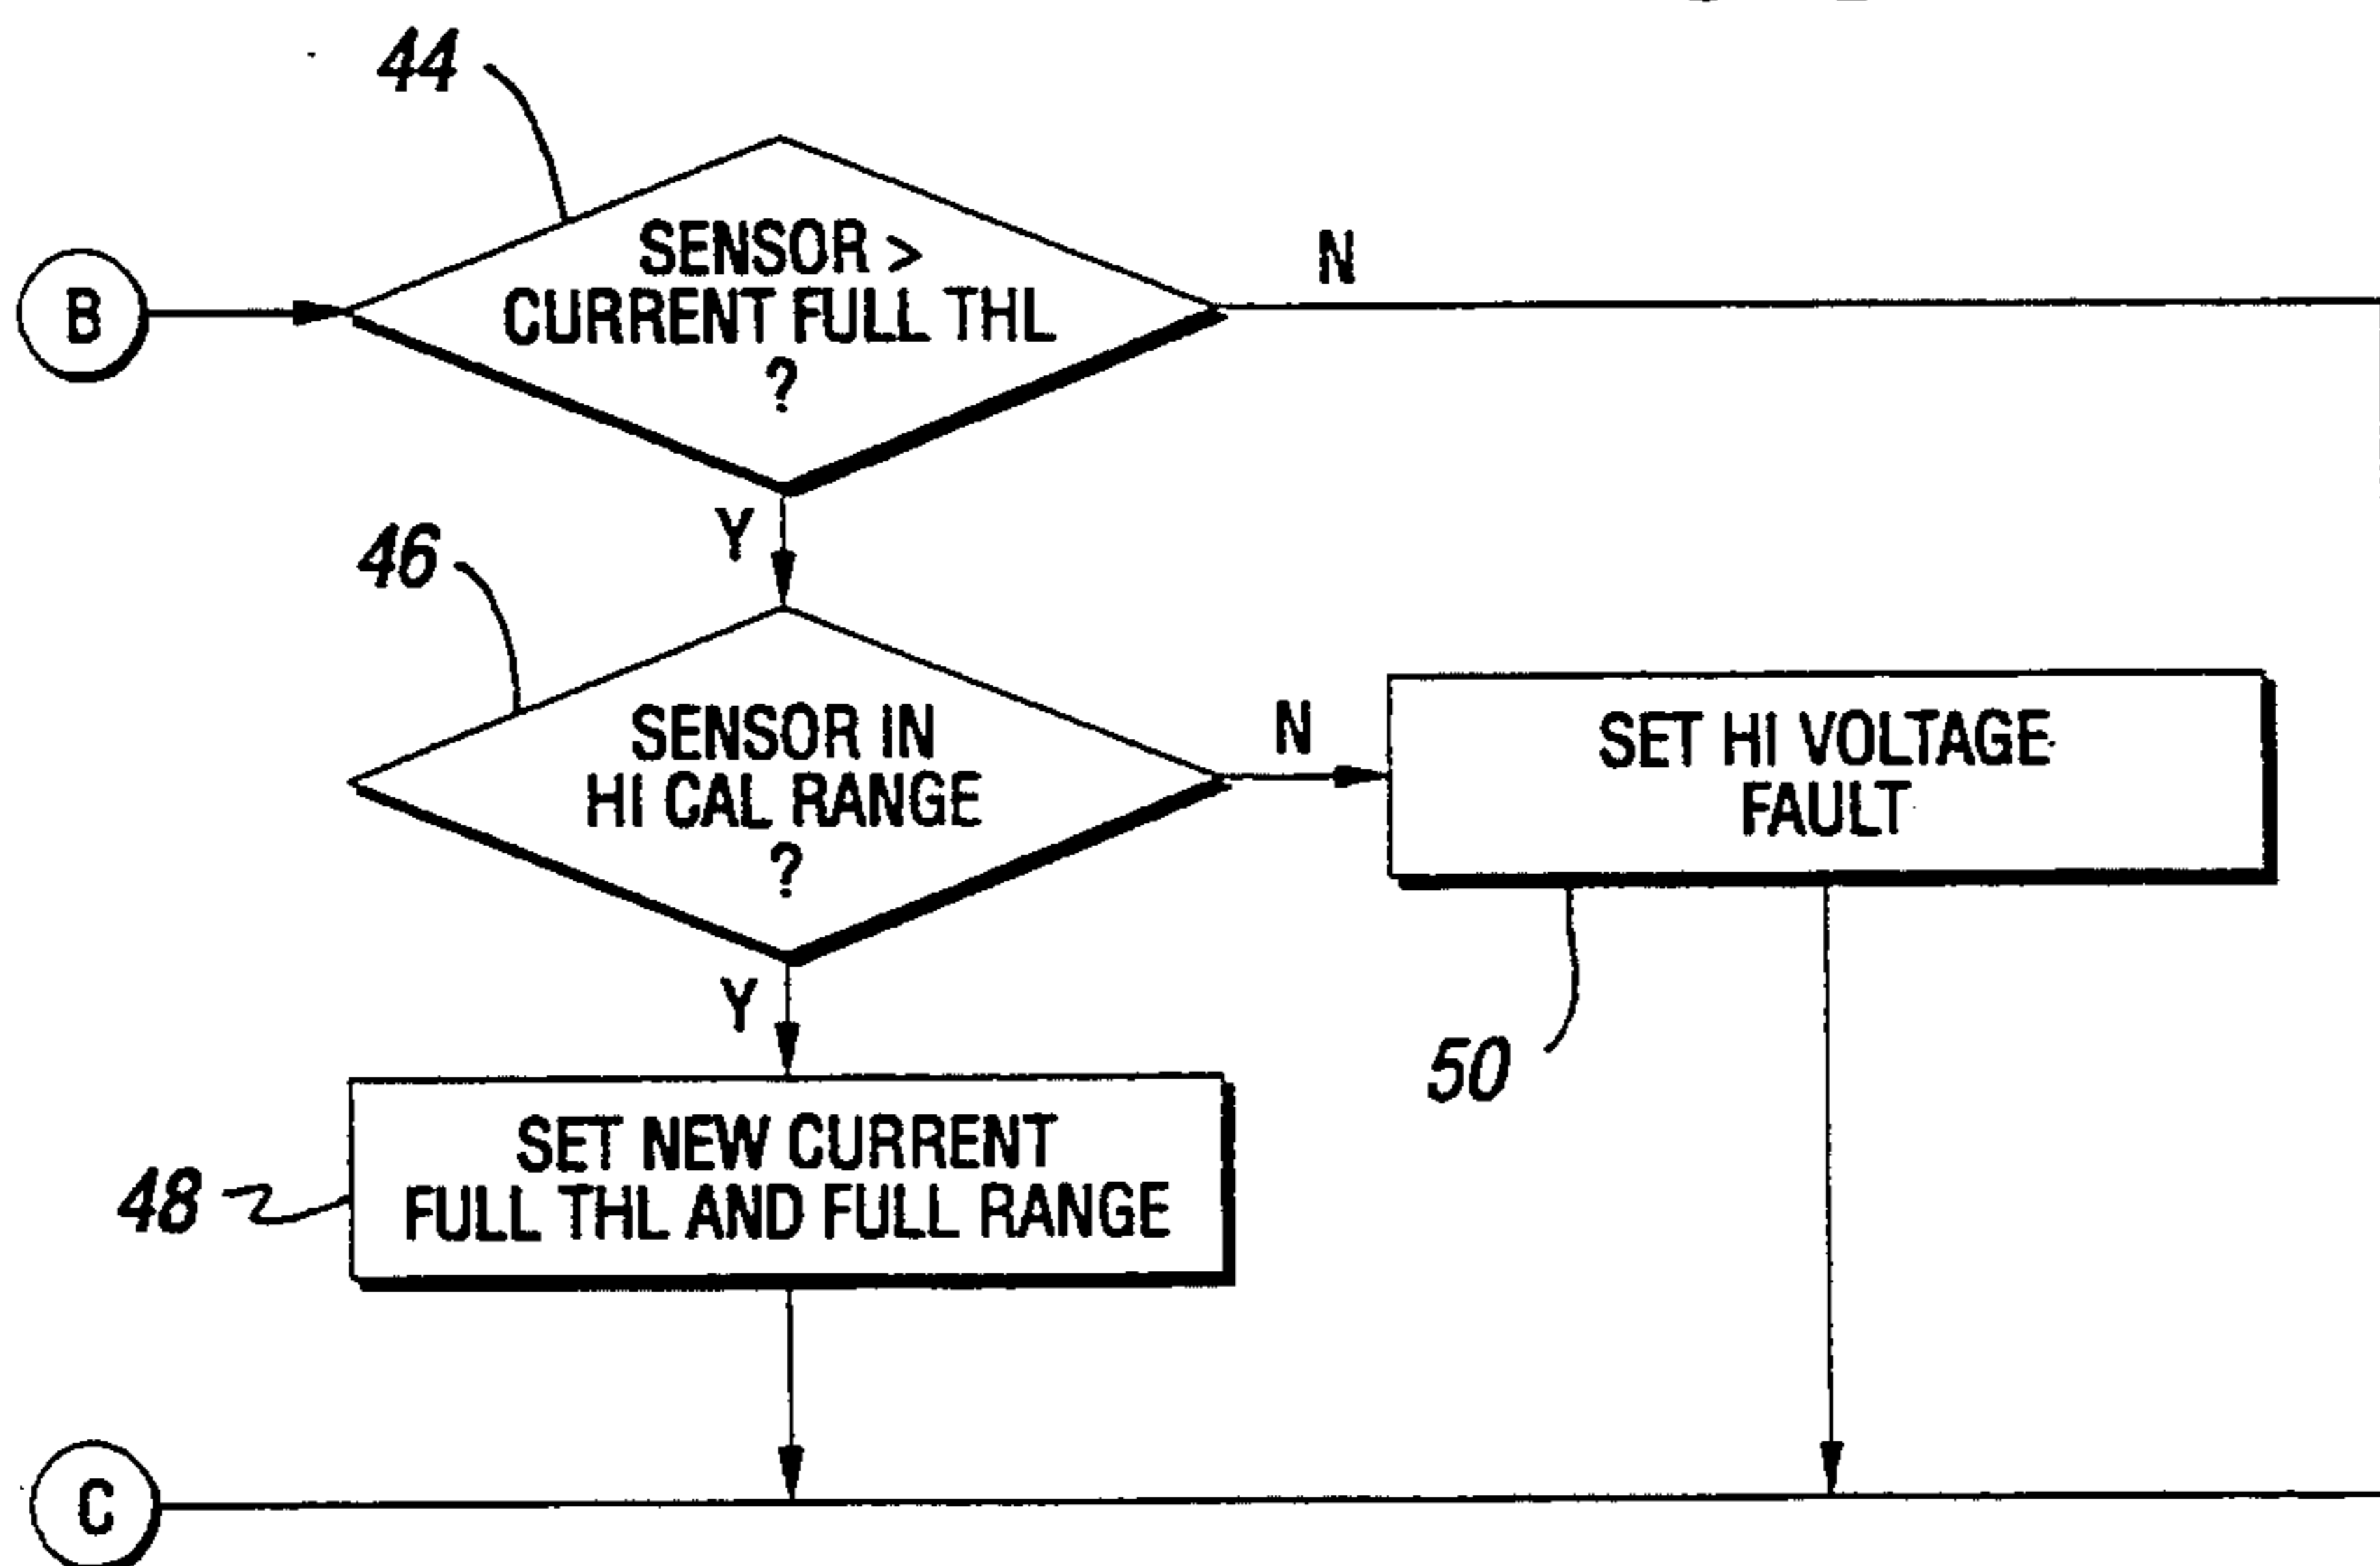 44
SENSOR >
CURRENT FULL THL
?
B
N
Y
46
SENSOR IN
HI CAL RANGE
?
N
SET HI VOLTAGE
FAULT
Y
50
SET NEW CURRENT
FULL THL AND FULL RANGE
48
C